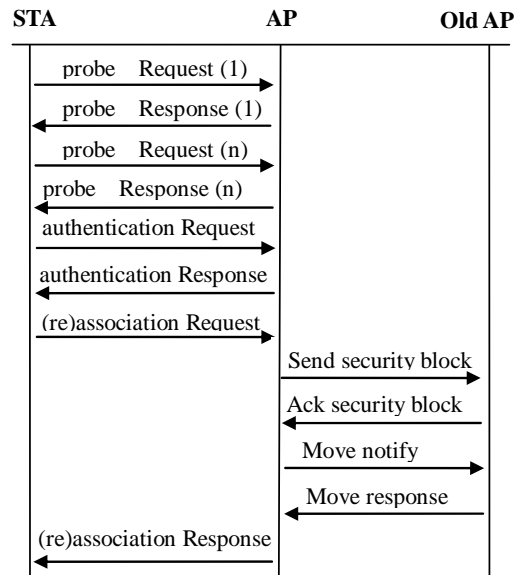 STA AP Old AP
probe Request (1)
probe Response (1)
probe Request (n)
probe Response (n)
authentication Request
authentication Response
(re)association Request
Send security block
Ack security block
Move notify
Move response
(re)association Response